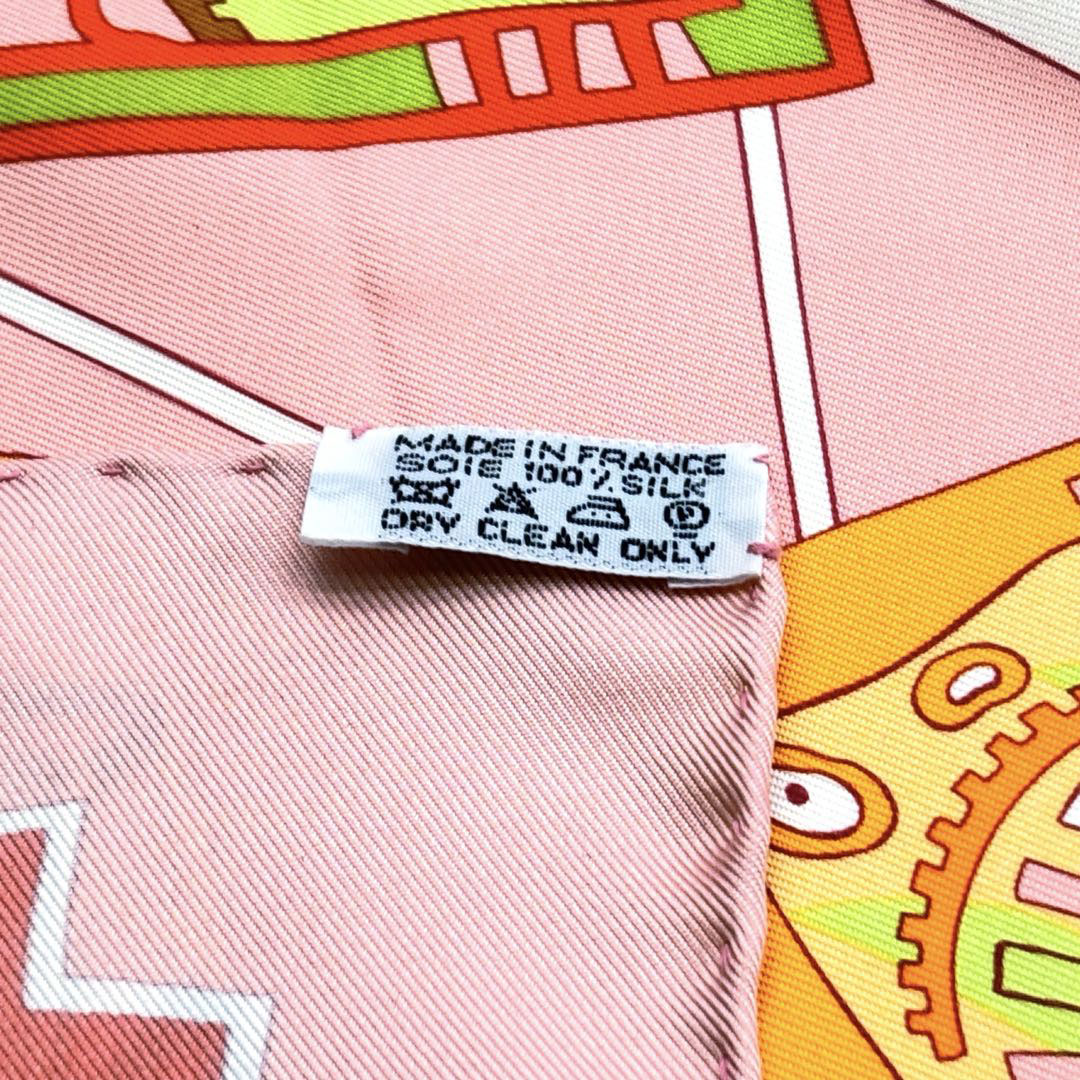 MADE IN FRANCE
SOIE 100% SILK
P
DRY CLEAN ONLY